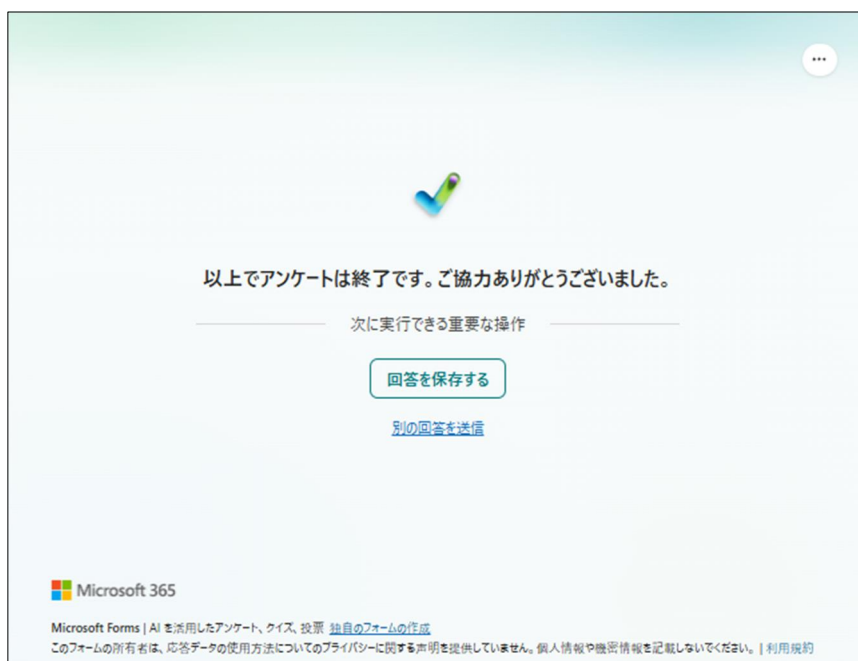 以上でアンケートは終了です。ご協力ありがとうございました。
次に実行できる重要な操作
回答を保存する
別の回答を送信
Microsoft 365
Microsoft Forms | AI を活用したアンケート、クイズ、投票 独自のフォームの作成
このフォームの所有者は、応答データの使用方法についてのプライバシーに関する声明を提供していません。個人情報や機密情報を記載しないでください。 | 利用規約